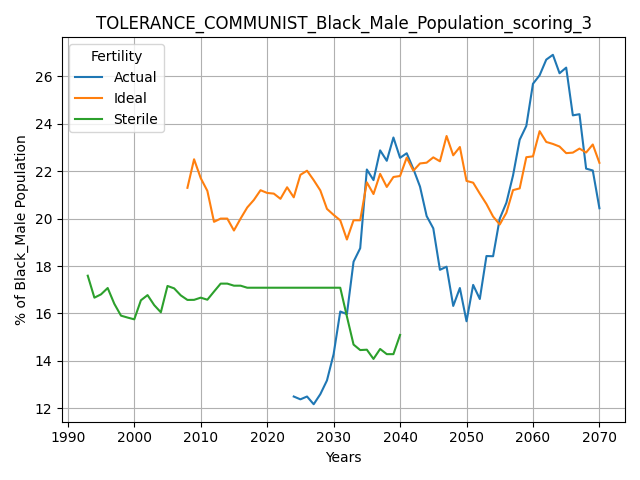 TOLERANCE_COMMUNIST_Black_Male_Population_scoring_3
Fertility
Actual
Ideal
Sterile
% of Black_Male Population
26
24
22
20
18
16
14
12
1990 2000 2010 2020 2030 2040 2050 2060 2070
Years